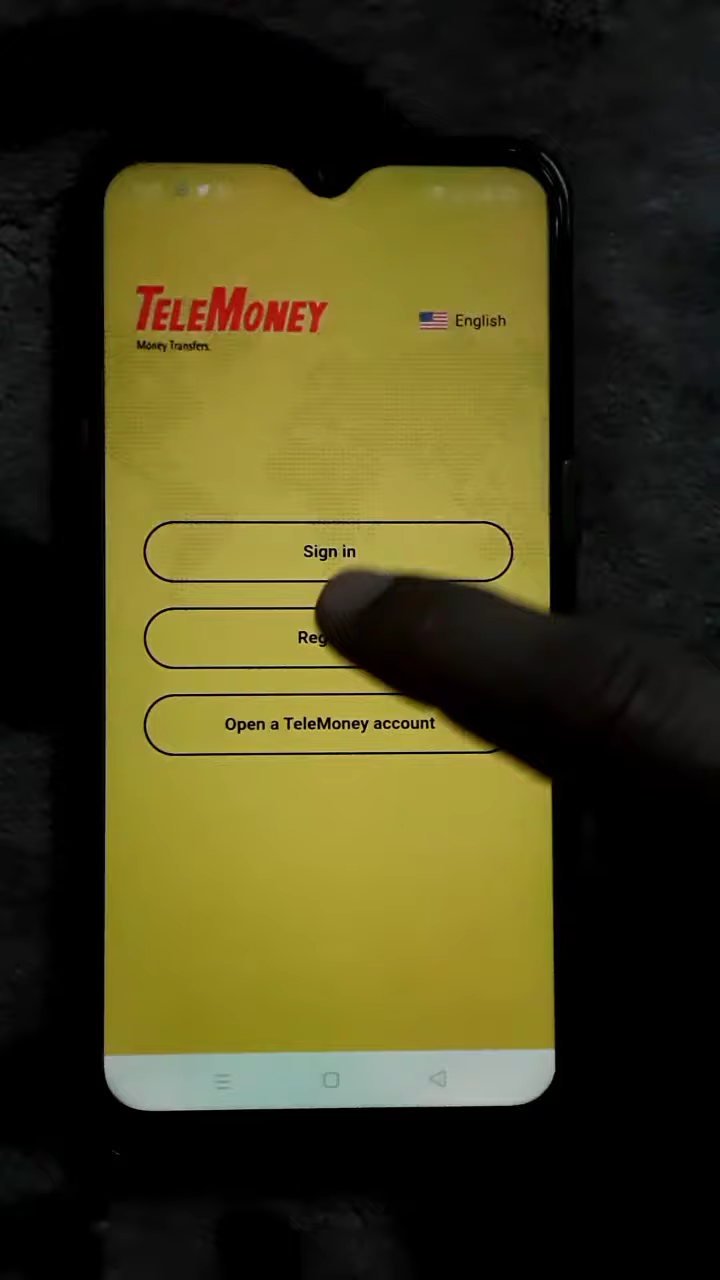 TELEMONEY
Money Transfers.
English
Sign in
Reg
Open a TeleMoney account